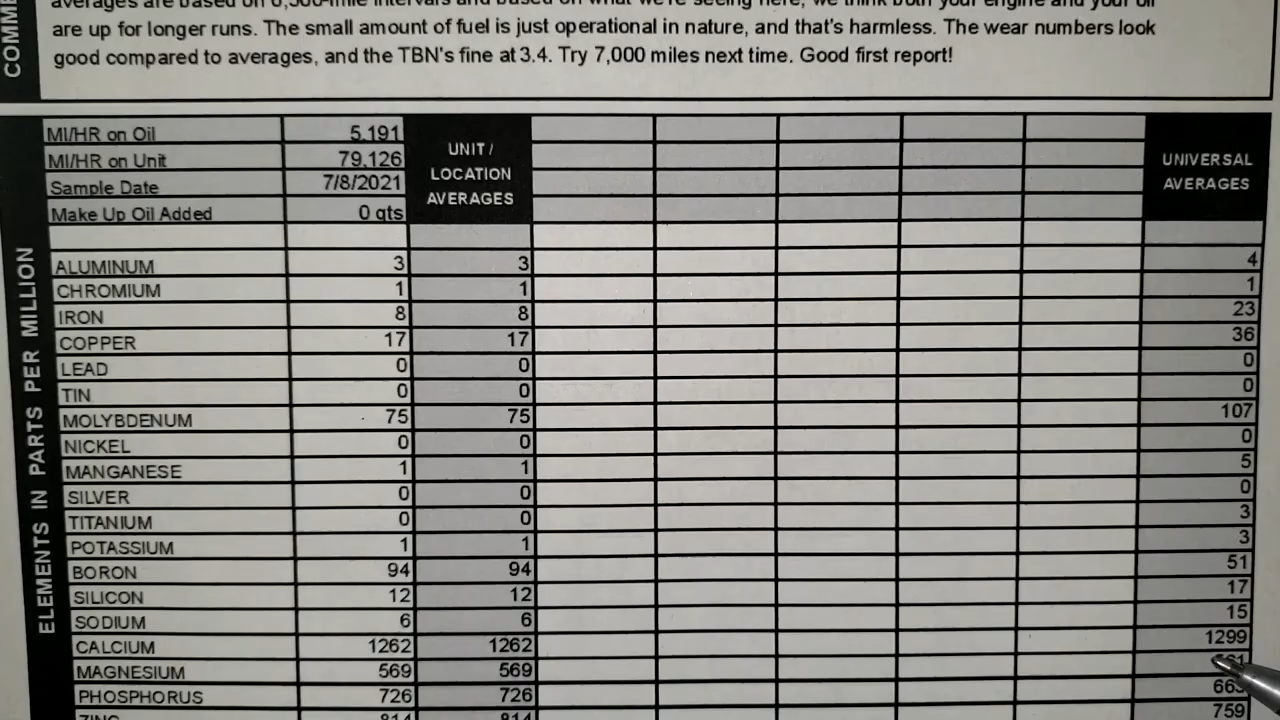 are up for longer runs. The small amount of fuel is just operational in nature, and that's harmless. The wear numbers look
good compared to averages, and the TBN's fine at 3.4. Try 7,000 miles next time. Good first report!
MI/HR on Oil 5,191 UNIT / LOCATION AVERAGES UNIVERSAL AVERAGES
MI/HR on Unit 79,126
Sample Date 7/8/2021
Make Up Oil Added 0 qts
ELEMENTS IN PARTS PER MILLION
ALUMINUM 3 3 4
CHROMIUM 1 1 1
IRON 8 8 23
COPPER 17 17 36
LEAD 0 0 0
TIN 0 0 0
MOLYBDENUM 75 75 107
NICKEL 0 0 0
MANGANESE 1 1 5
SILVER 0 0 0
TITANIUM 0 0 3
POTASSIUM 1 1 3
BORON 94 94 51
SILICON 12 12 17
SODIUM 6 6 15
CALCIUM 1262 1262 1299
MAGNESIUM 569 569
PHOSPHORUS 726 726
ZINC 814 814 759